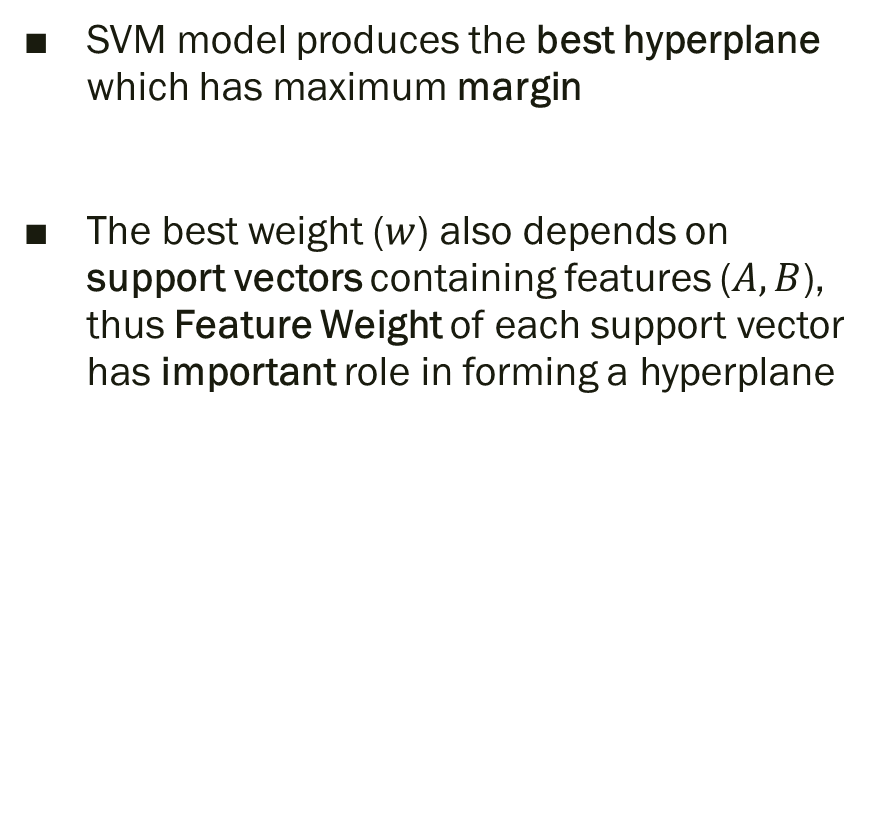 ▪ SVM model produces the best hyperplane
which has maximum margin
▪ The best weight (w) also depends on
support vectors containing features (A, B),
thus Feature Weight of each support vector
has important role in forming a hyperplane